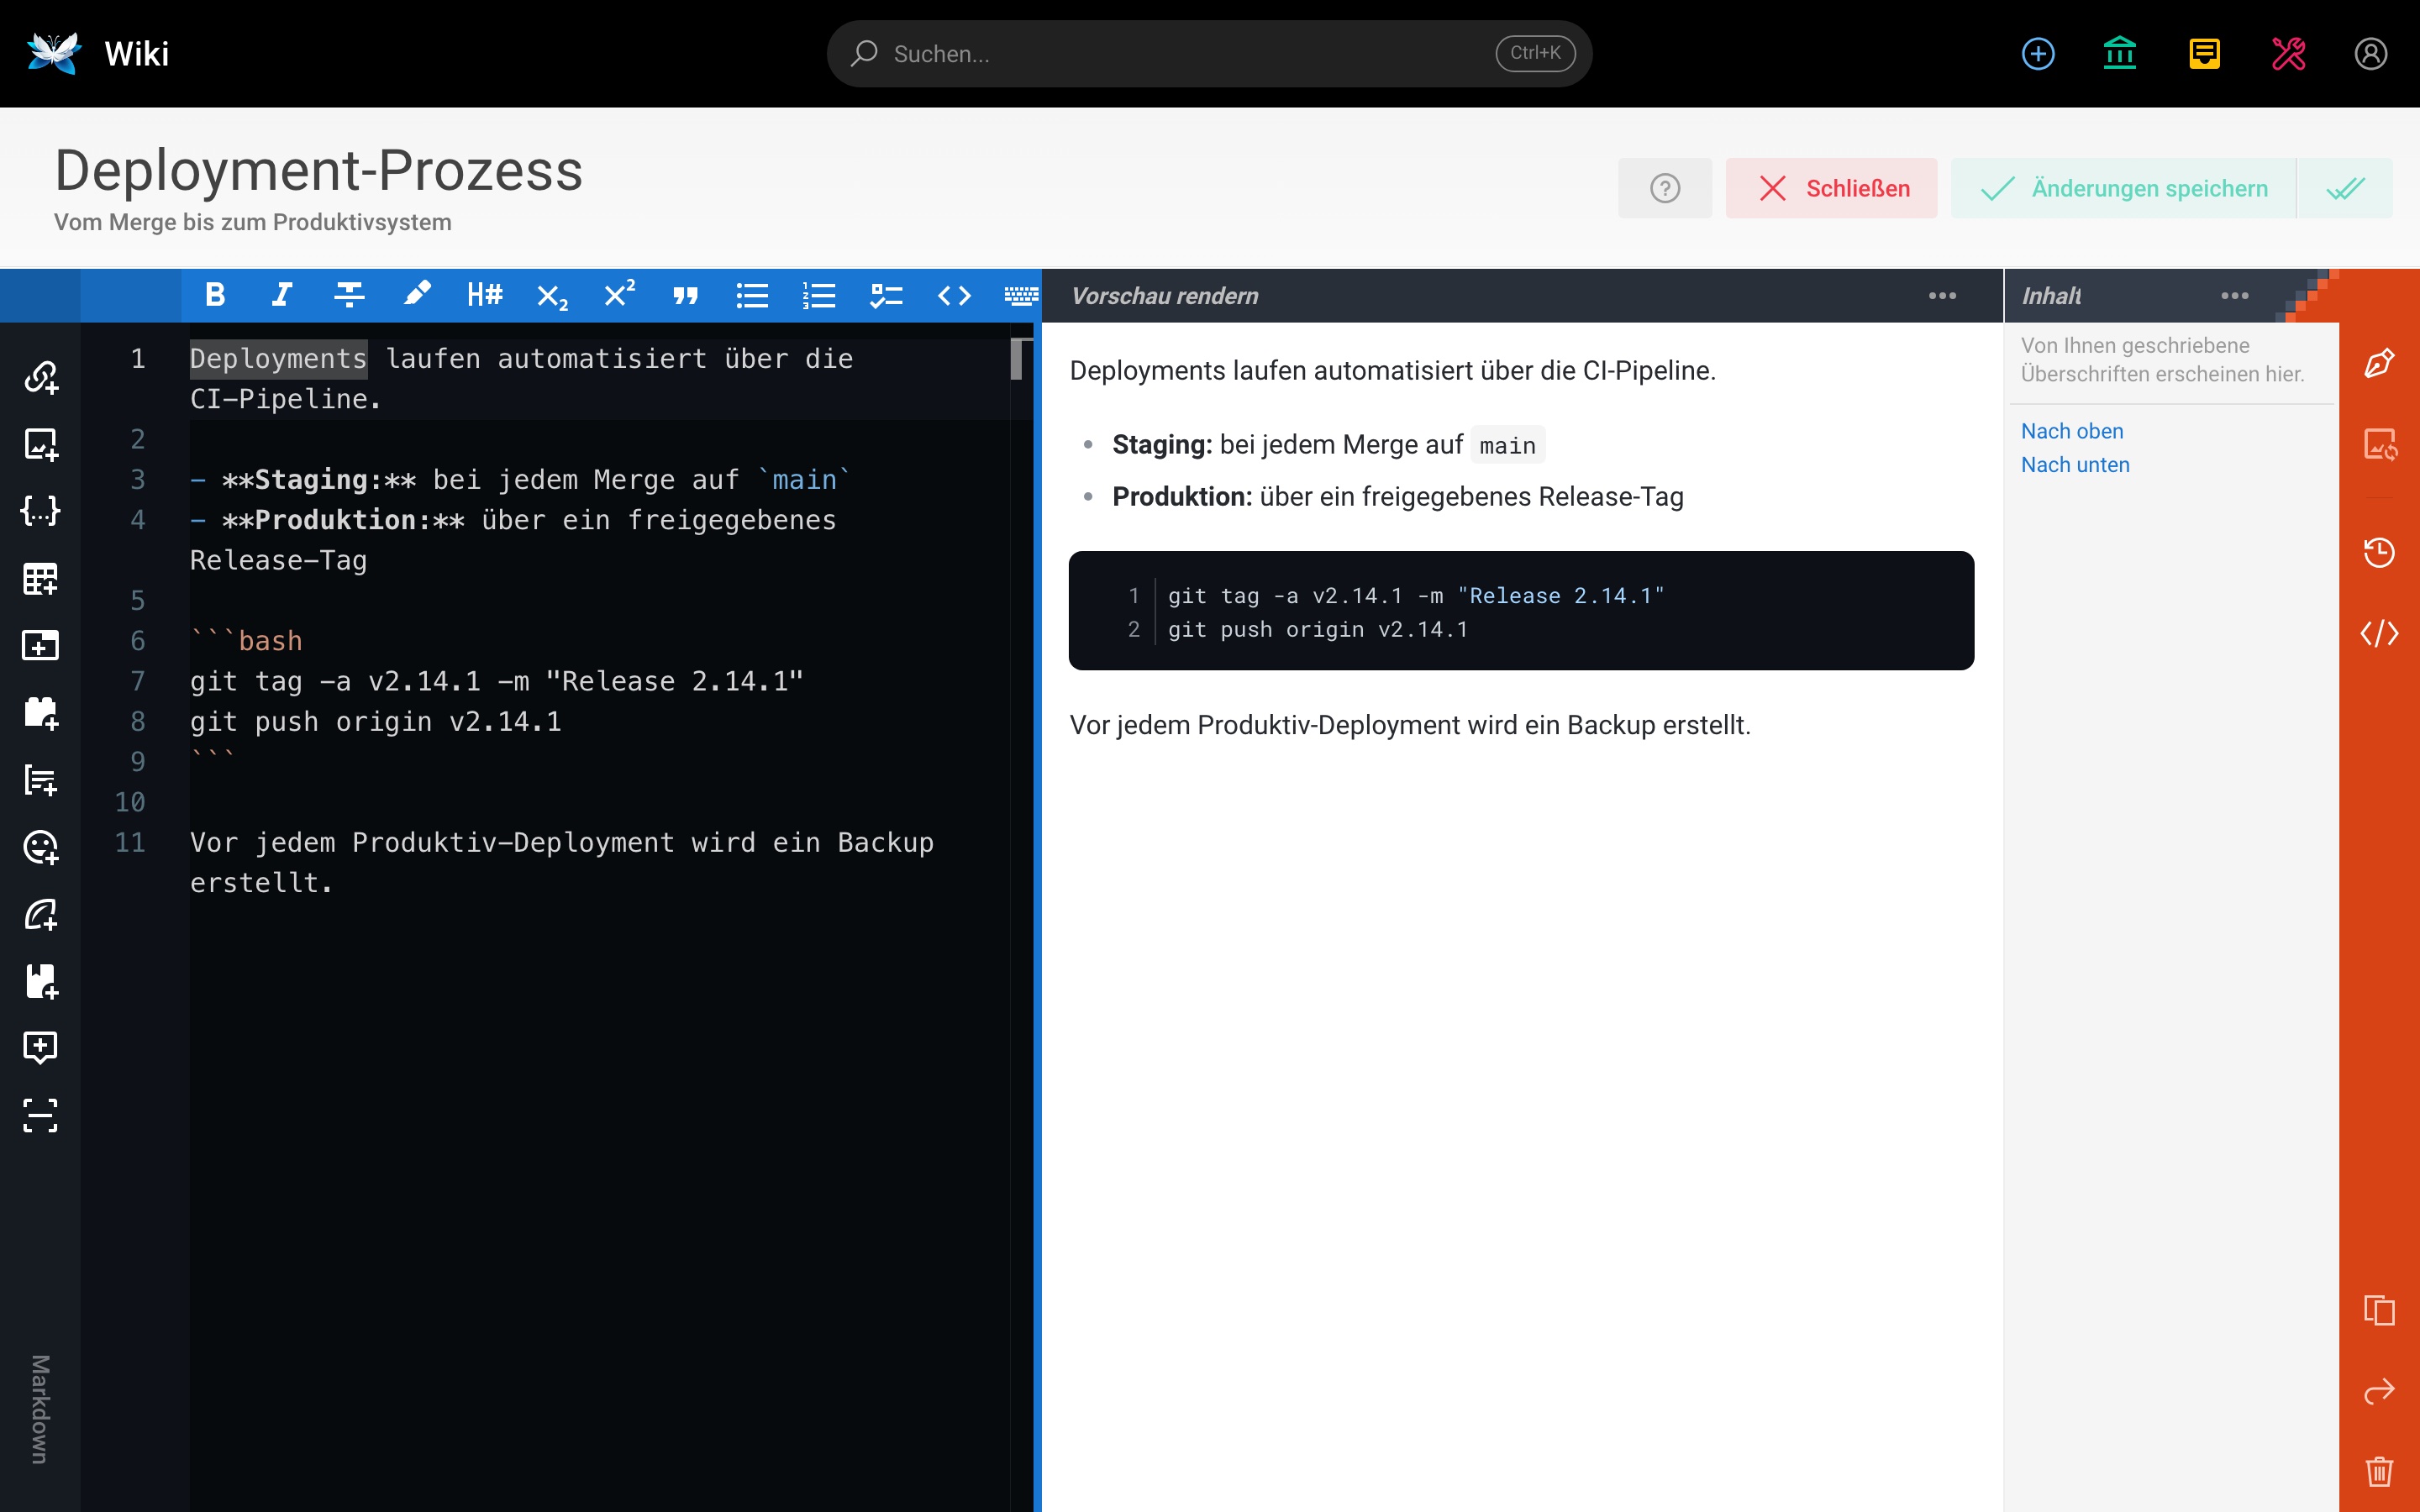 Wiki
Suchen...
Ctrl+K
Deployment-Prozess
Vom Merge bis zum Produktivsystem
Schließen
Änderungen speichern
H#
Vorschau rendern
Inhalt
1 Deployments laufen automatisiert über die
CI-Pipeline.
2
3 - **Staging:** bei jedem Merge auf `main`
4 - **Produktion:** über ein freigegebenes
Release-Tag
5
6 ```bash
7 git tag -a v2.14.1 -m "Release 2.14.1"
8 git push origin v2.14.1
9 ```
10
11 Vor jedem Produktiv-Deployment wird ein Backup
erstellt.
Markdown
Deployments laufen automatisiert über die CI-Pipeline.
• Staging: bei jedem Merge auf main
• Produktion: über ein freigegebenes Release-Tag
1 git tag -a v2.14.1 -m "Release 2.14.1"
2 git push origin v2.14.1
Vor jedem Produktiv-Deployment wird ein Backup erstellt.
Von Ihnen geschriebene
Überschriften erscheinen hier.
Nach oben
Nach unten